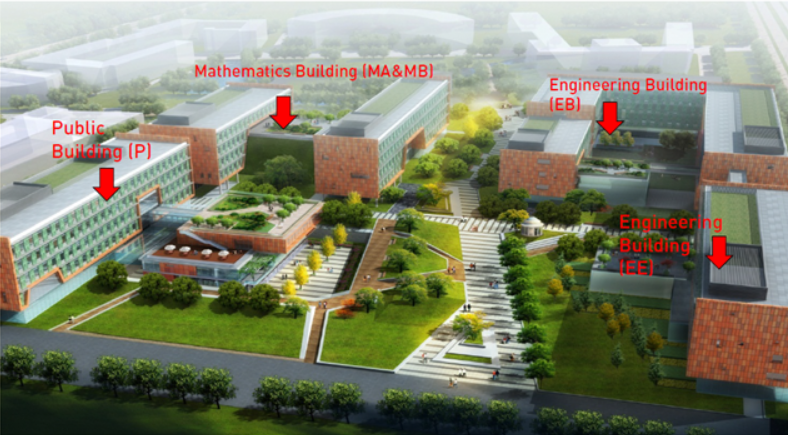 Mathematics Building (MA&MB)
Engineering Building
(EB)
Public
Building (P)
Engineering
Building
(EE)